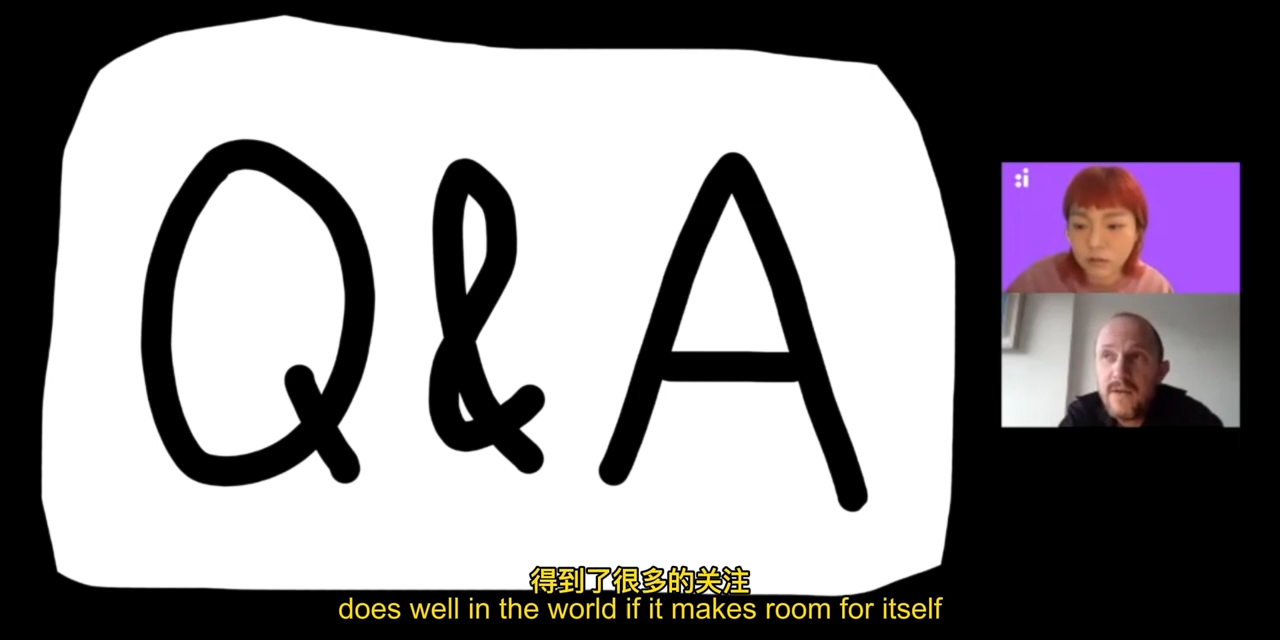 Q&A
:i
得到了很多的关注
does well in the world if it makes room for itself